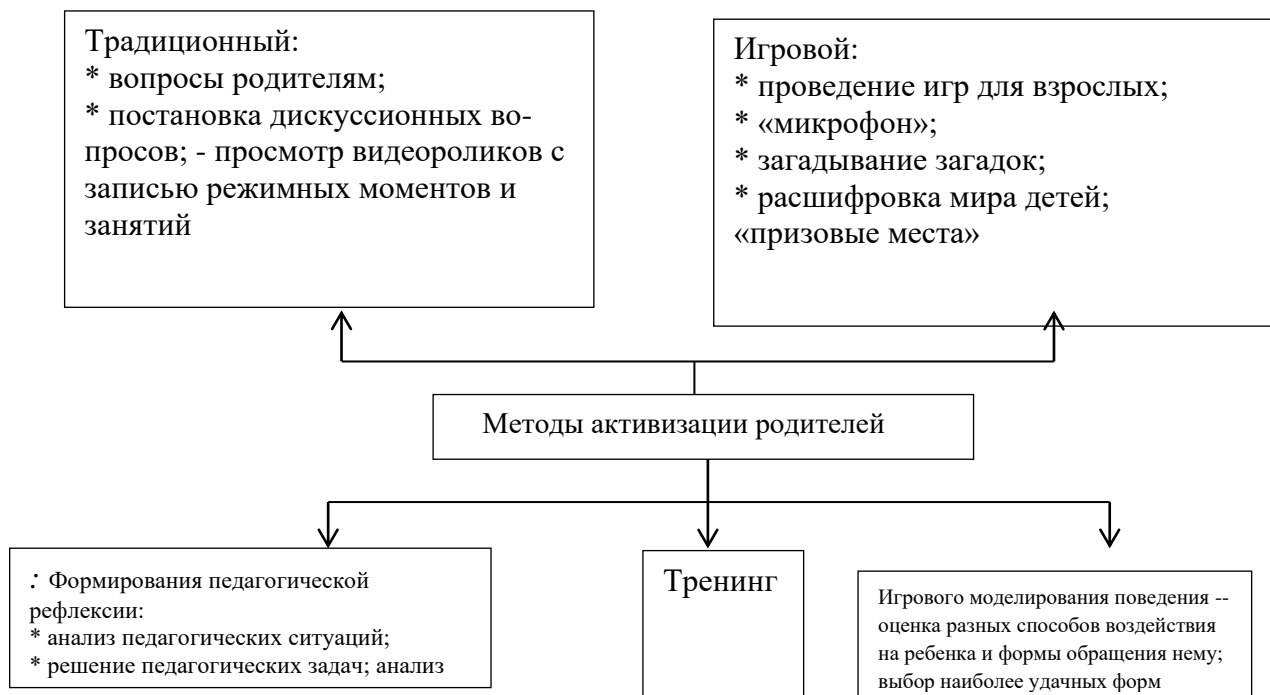 Традиционный:
* вопросы родителям;
* постановка дискуссионных во-
просов; - просмотр видеороликов с
записью режимных моментов и
занятий
Игровой:
* проведение игр для взрослых;
* «микрофон»;
* загадывание загадок;
* расшифровка мира детей;
«призовые места»
Методы активизации родителей
: Формирования педагогической
рефлексии:
* анализ педагогических ситуаций;
* решение педагогических задач; анализ
Тренинг
Игрового моделирования поведения --
оценка разных способов воздействия
на ребенка и формы обращения нему;
выбор наиболее удачных форм